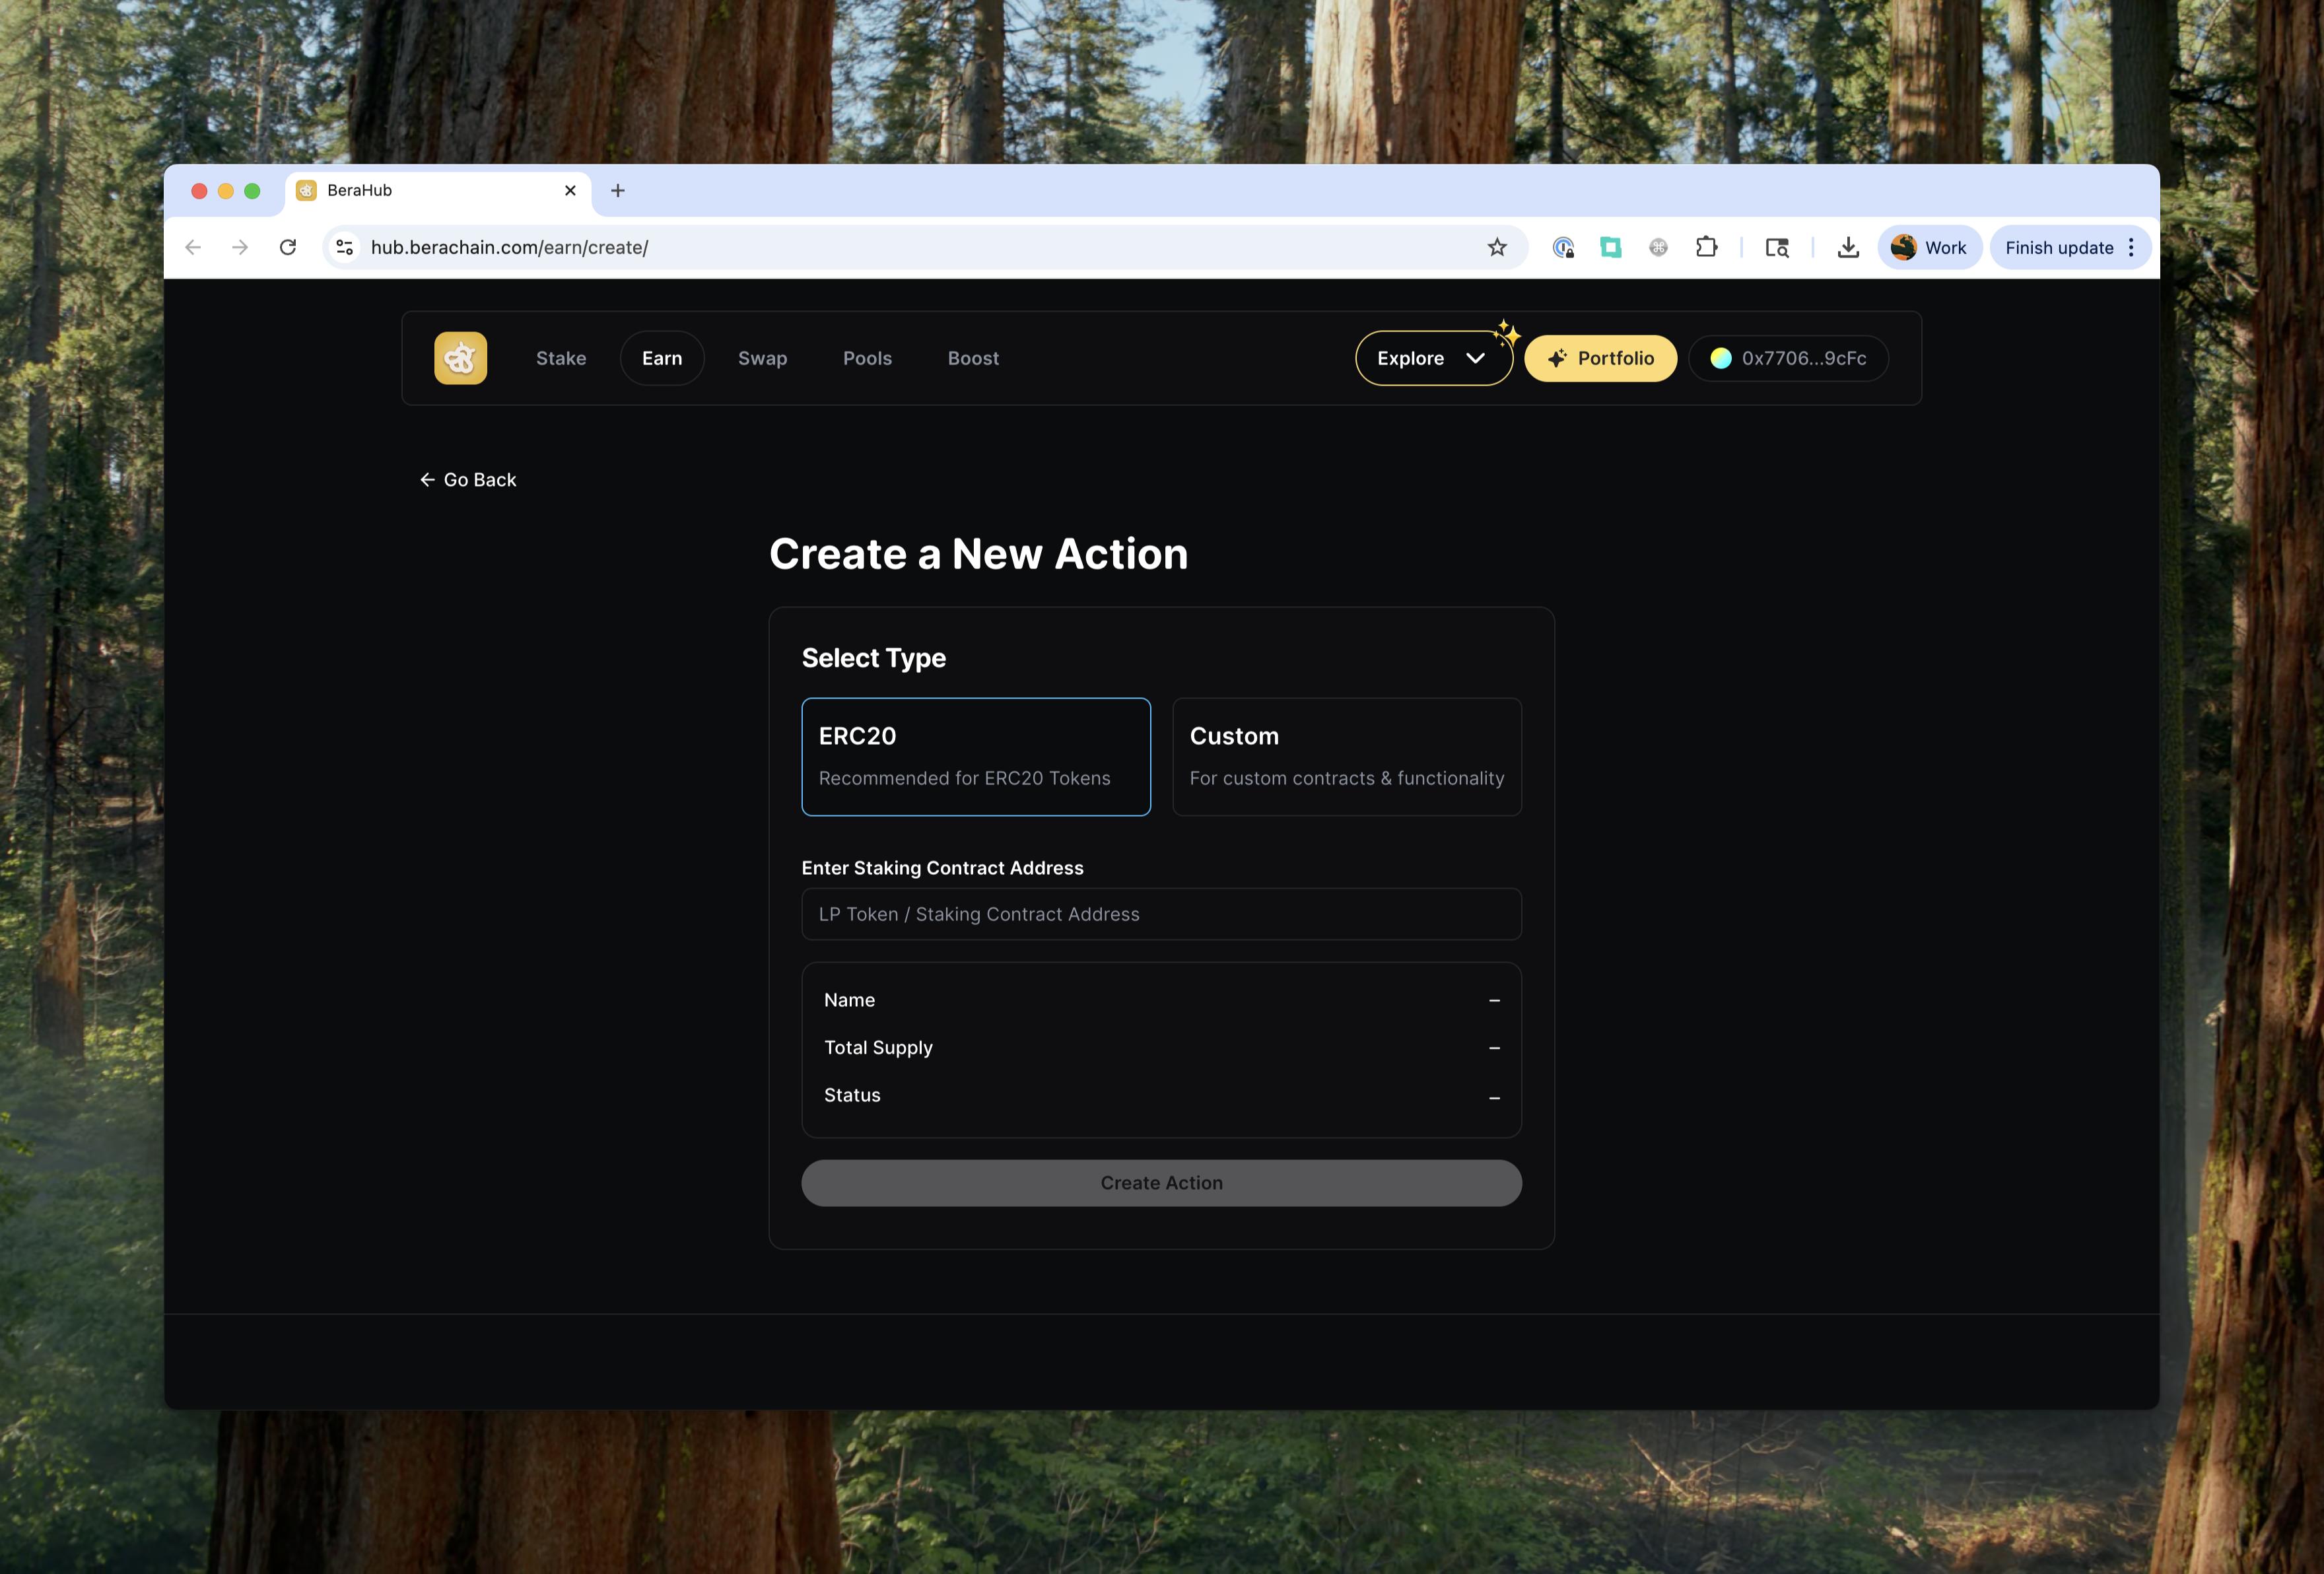 BeraHub
hub.berachain.com/earn/create/
Work
Finish update
Stake
Earn
Swap
Pools
Boost
Explore
Portfolio
0x7706...9cFc
Go Back
Create a New Action
Select Type
ERC20
Recommended for ERC20 Tokens
Custom
For custom contracts & functionality
Enter Staking Contract Address
LP Token / Staking Contract Address
Name –
Total Supply –
Status –
Create Action